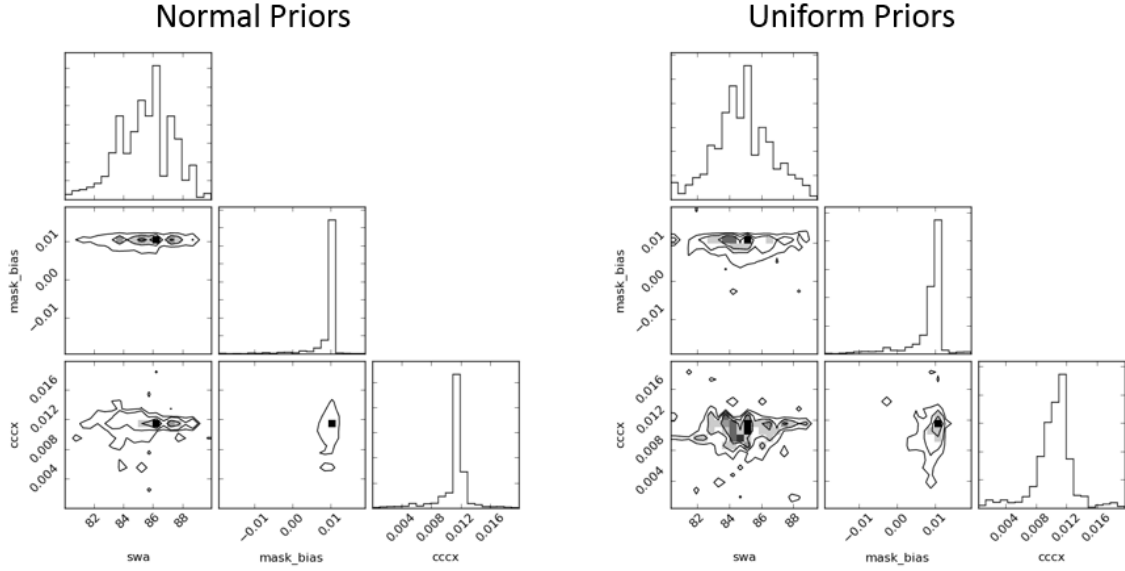 Normal Priors
Uniform Priors
mask_bias
0.01
0.00
−0.01
mask_bias
0.01
0.00
−0.01
cccx
0.016
0.012
0.008
0.004
cccx
0.016
0.012
0.008
0.004
82 84 86 88
−0.01 0.00 0.01
0.004 0.008 0.012 0.016
82 84 86 88
−0.01 0.00 0.01
0.004 0.008 0.012 0.016
swa mask_bias cccx
swa mask_bias cccx